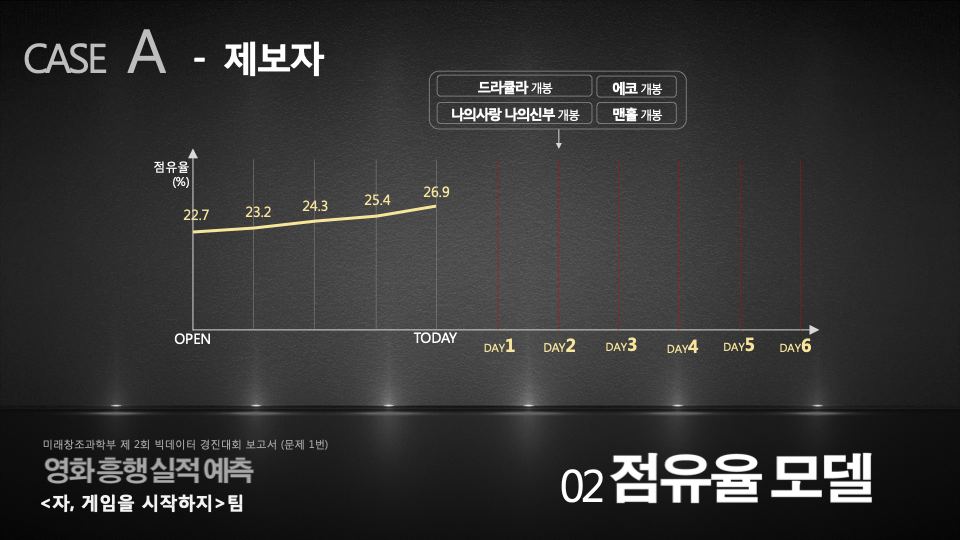 CASE A - 제보자
드라큘라 개봉
에코 개봉
나의사랑 나의신부 개봉
맨홀 개봉
점유율
(%)
22.7
23.2
24.3
25.4
26.9
OPEN
TODAY
DAY1
DAY2
DAY3
DAY4
DAY5
DAY6
미래창조과학부 제 2회 빅데이터 경진대회 보고서 (문제 1번)
영화 흥행 실적 예측
<자, 게임을 시작하지>팀
02 점유율 모델